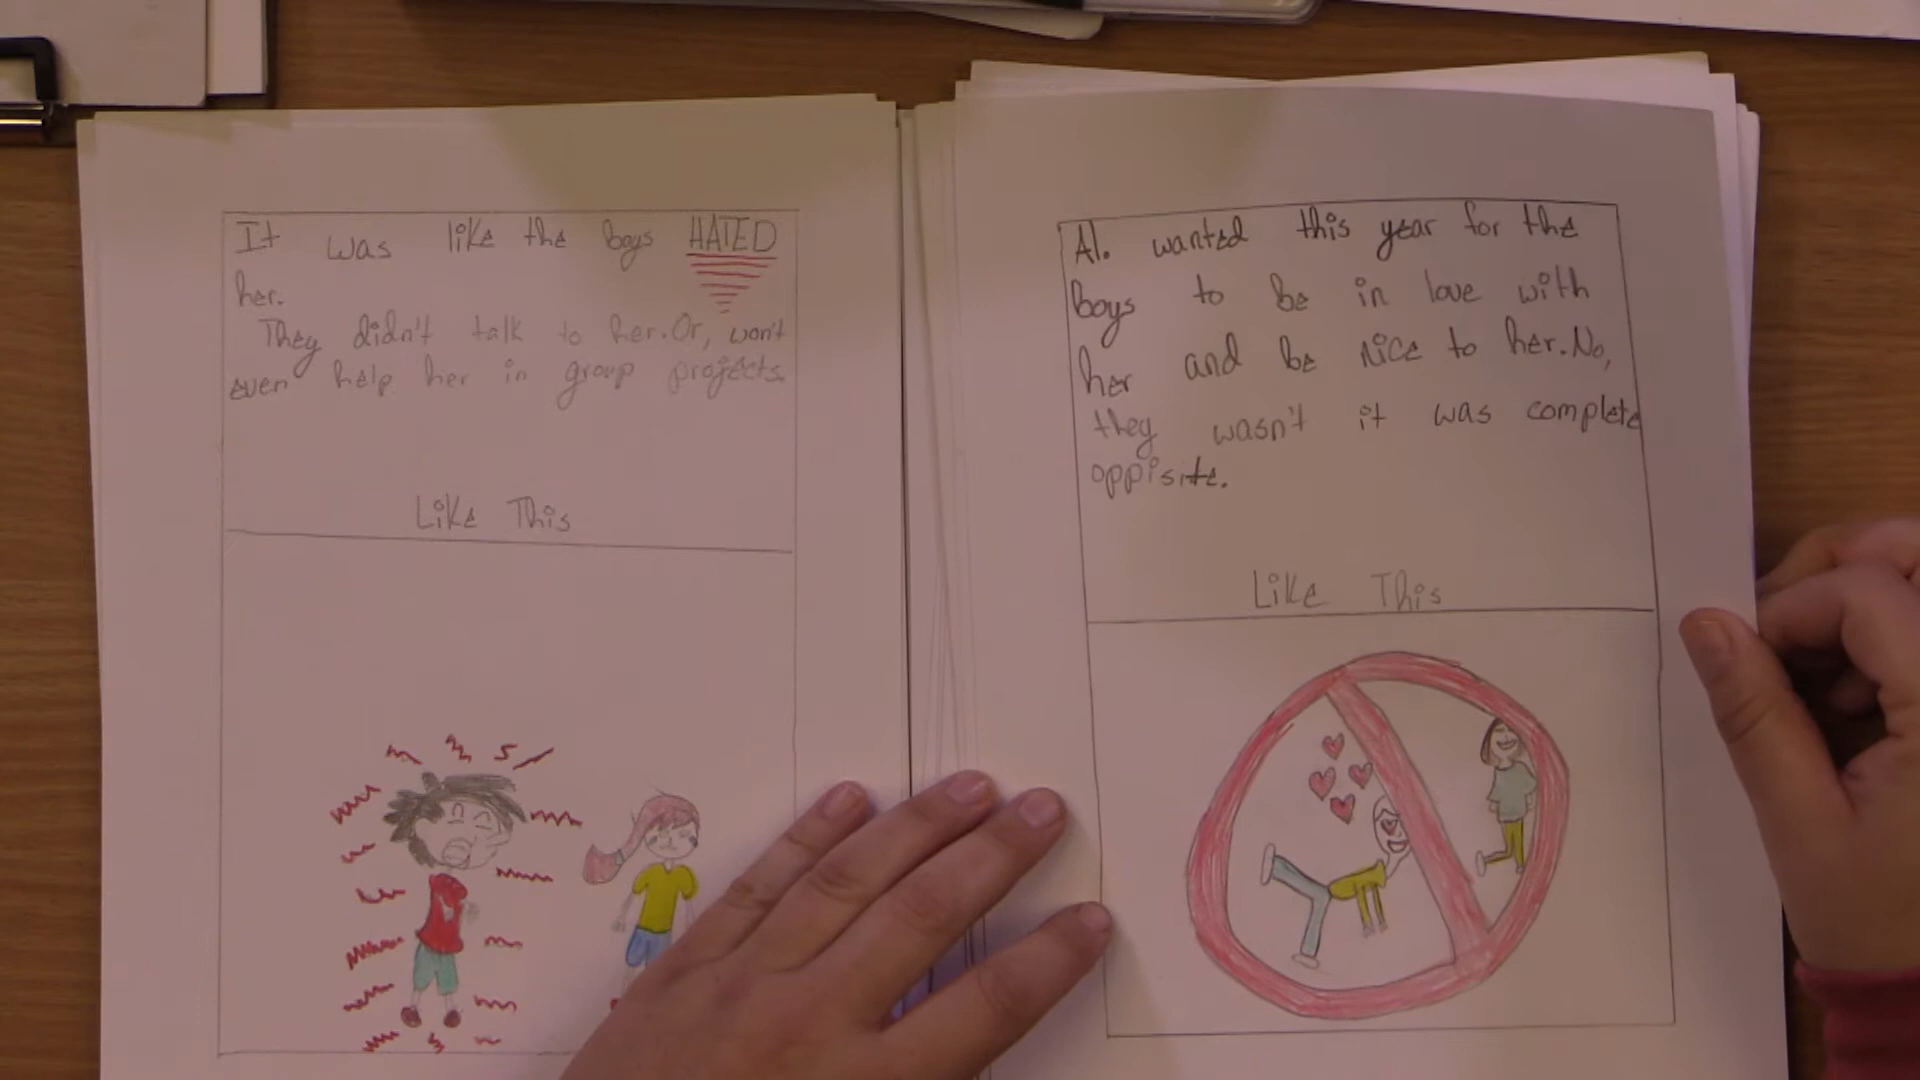 It was like the boys HATED
her.
They didn't talk to her. Or, won't
even help her in group projects.
Like This
Al. wanted this year for the
boys to be in love with
her and be nice to her. No,
they wasn't it was complete
oppisite.
Like This